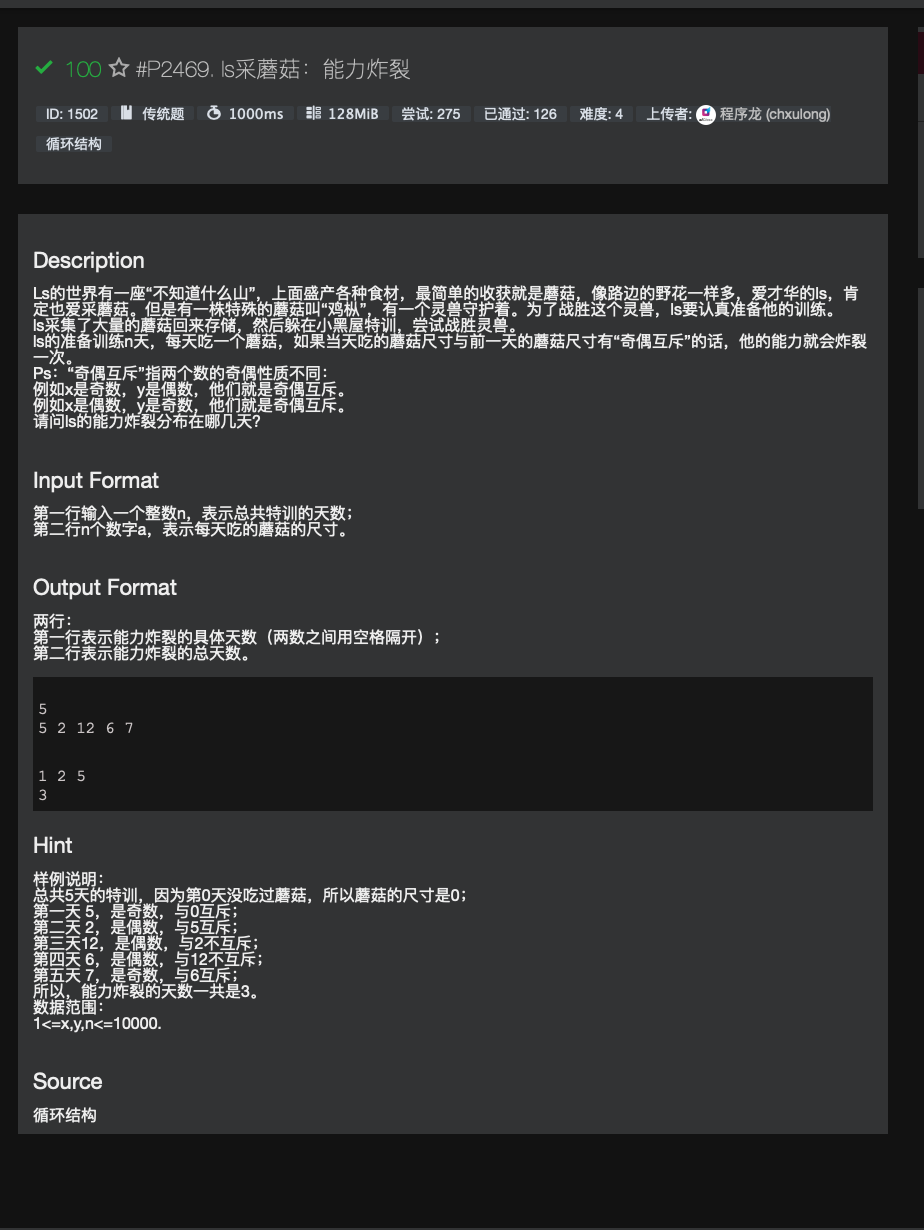 100 #P2469. ls采蘑菇：能力炸裂
ID: 1502 传统题 1000ms 128MiB 尝试: 275 已通过: 126 难度: 4 上传者: 程序龙 (chxulong)
循环结构
Description
Ls的世界有一座“不知道什么山”，上面盛产各种食材，最简单的收获就是蘑菇，像路边的野花一样多，爱才华的ls，肯
定也爱采蘑菇。但是有一株特殊的蘑菇叫“鸡枞”，有一个灵兽守护着。为了战胜这个灵兽，ls要认真准备他的训练。
ls采集了大量的蘑菇回来存储，然后躲在小黑屋特训，尝试战胜灵兽。
ls的准备训练n天，每天吃一个蘑菇，如果当天吃的蘑菇尺寸与前一天的蘑菇尺寸有“奇偶互斥”的话，他的能力就会炸裂
一次。
Ps：“奇偶互斥”指两个数的奇偶性质不同：
例如x是奇数，y是偶数，他们就是奇偶互斥。
例如x是偶数，y是奇数，他们就是奇偶互斥。
请问ls的能力炸裂分布在哪几天?
Input Format
第一行输入一个整数n，表示总共特训的天数；
第二行n个数字a，表示每天吃的蘑菇的尺寸。
Output Format
两行：
第一行表示能力炸裂的具体天数（两数之间用空格隔开）；
第二行表示能力炸裂的总天数。
5
5 2 12 6 7
1 2 5
3
Hint
样例说明：
总共5天的特训，因为第0天没吃过蘑菇，所以蘑菇的尺寸是0；
第一天 5，是奇数，与0互斥；
第二天 2，是偶数，与5互斥；
第三天12，是偶数，与2不互斥；
第四天 6，是偶数，与12不互斥；
第五天 7，是奇数，与6互斥；
所以，能力炸裂的天数一共是3。
数据范围：
1<=x,y,n<=10000.
Source
循环结构